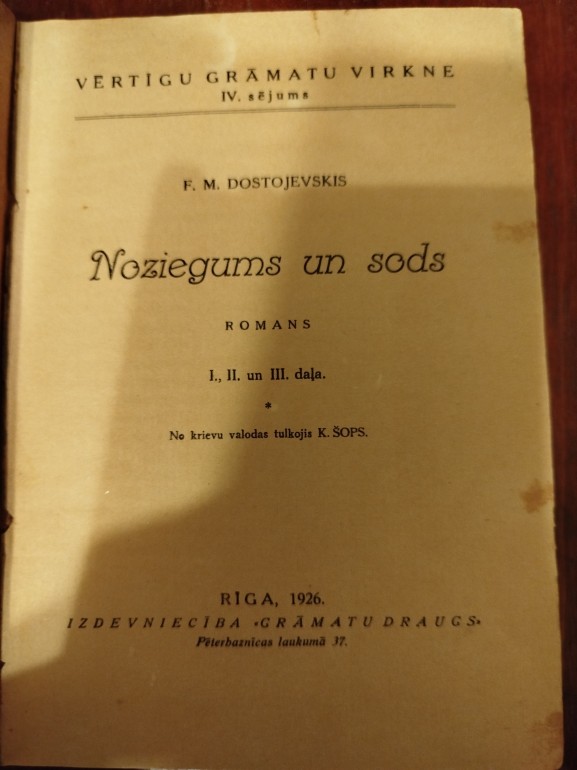 VĒRTĪGU GRĀMATU VIRKNE
IV. sējums
F. M. DOSTOJEVSKIS
Noziegums un sods
ROMANS
I., II. un III. daļa.
*
No krievu valodas tulkojis K. ŠOPS.
RĪGA, 1926.
IZDEVNIECĪBA «GRĀMATU DRAUGS»
Pēterbaznīcas laukumā 37.